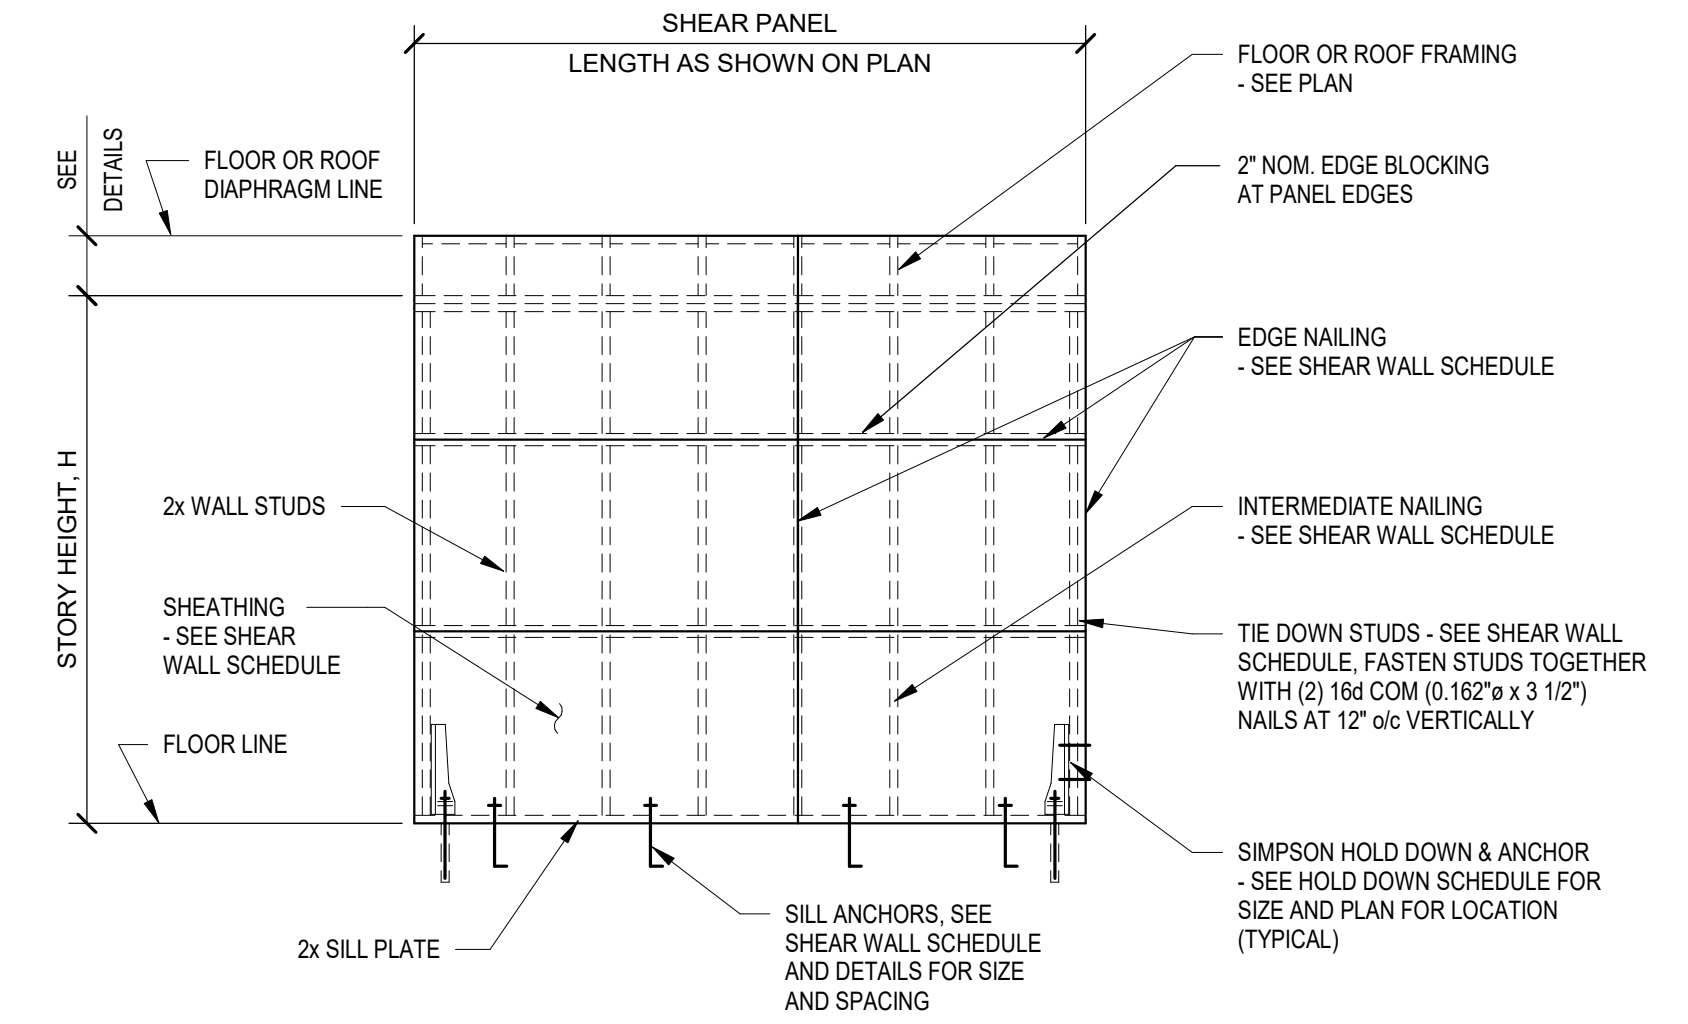 SHEAR PANEL
LENGTH AS SHOWN ON PLAN
FLOOR OR ROOF FRAMING
- SEE PLAN
SEE
DETAILS
FLOOR OR ROOF
DIAPHRAGM LINE
2" NOM. EDGE BLOCKING
AT PANEL EDGES
EDGE NAILING
- SEE SHEAR WALL SCHEDULE
STORY HEIGHT, H
2x WALL STUDS
INTERMEDIATE NAILING
- SEE SHEAR WALL SCHEDULE
SHEATHING
- SEE SHEAR
WALL SCHEDULE
TIE DOWN STUDS - SEE SHEAR WALL
SCHEDULE, FASTEN STUDS TOGETHER
WITH (2) 16d COM (0.162"ø x 3 1/2")
NAILS AT 12" o/c VERTICALLY
FLOOR LINE
SIMPSON HOLD DOWN & ANCHOR
- SEE HOLD DOWN SCHEDULE FOR
SIZE AND PLAN FOR LOCATION
(TYPICAL)
2x SILL PLATE
SILL ANCHORS, SEE
SHEAR WALL SCHEDULE
AND DETAILS FOR SIZE
AND SPACING